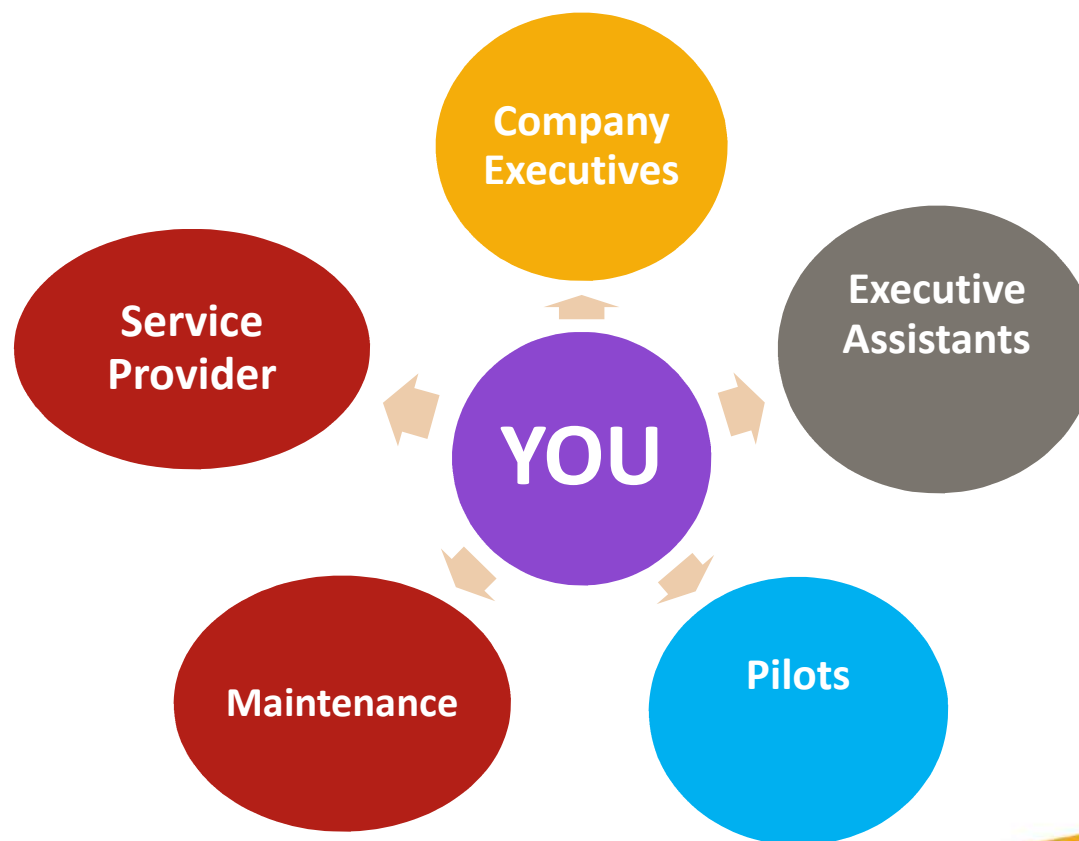 Company
Executives
Executive
Assistants
Service
Provider
YOU
Pilots
Maintenance